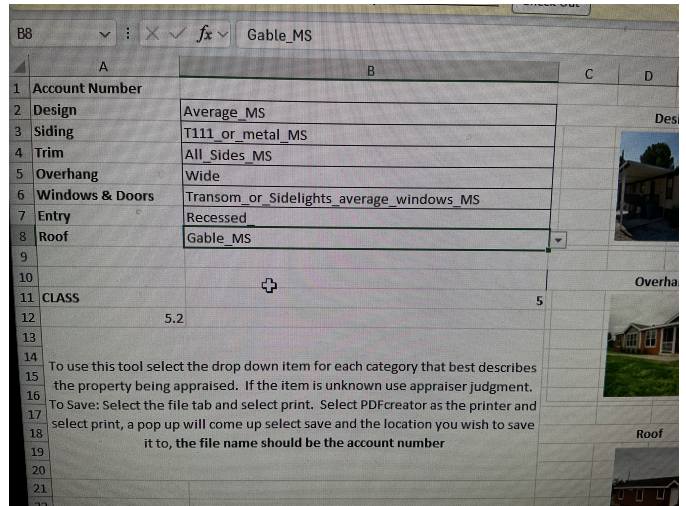 B8 fx Gable_MS
A B C D
1 Account Number
2 Design Average_MS
3 Siding T111_or_metal_MS
4 Trim All_Sides_MS
5 Overhang Wide
6 Windows & Doors Transom_or_Sidelights_average_windows_MS
7 Entry Recessed_
8 Roof Gable_MS
9
10
11 CLASS 5
12 5.2
13
14
15
16
17
18
19
20
21
To use this tool select the drop down item for each category that best describes
the property being appraised. If the item is unknown use appraiser judgment.
To Save: Select the file tab and select print. Select PDFcreator as the printer and
select print, a pop up will come up select save and the location you wish to save
it to, the file name should be the account number
Desi
Overha
Roof